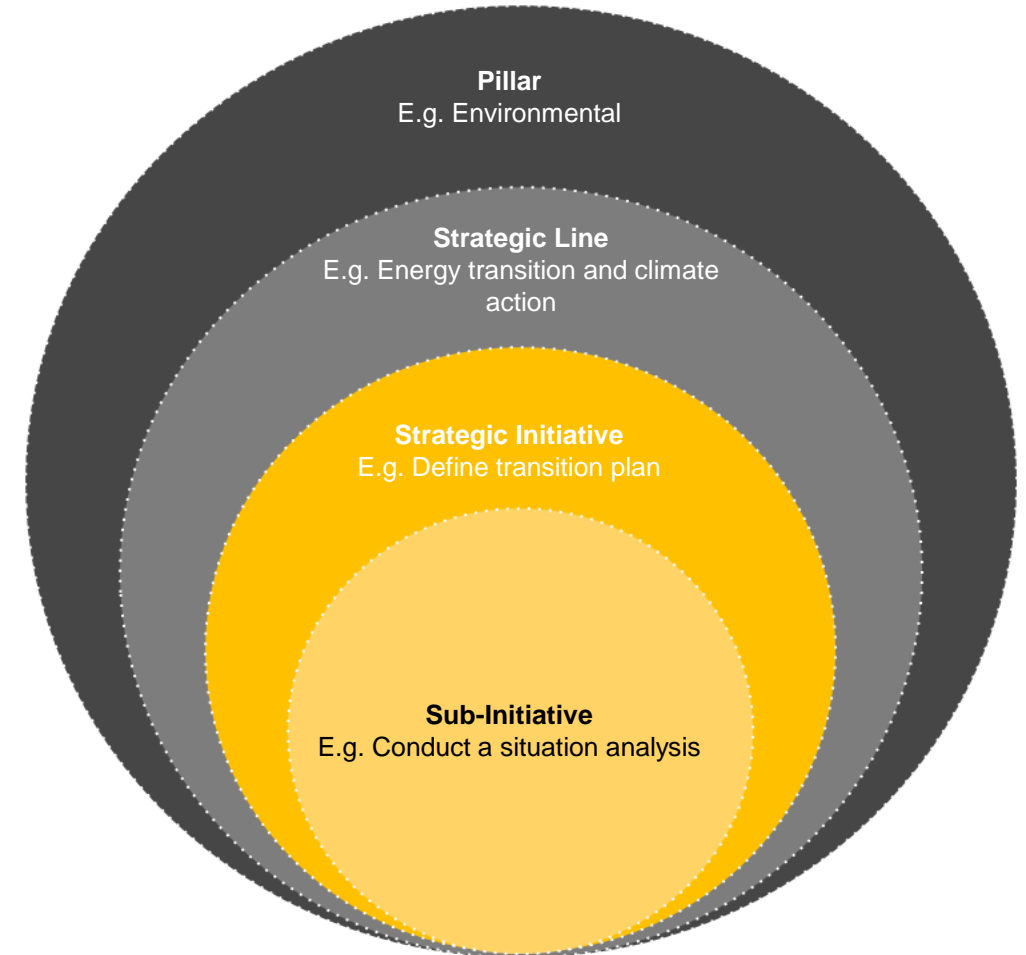 Pillar
E.g. Environmental
Strategic Line
E.g. Energy transition and climate
action
Strategic Initiative
E.g. Define transition plan
Sub-Initiative
E.g. Conduct a situation analysis